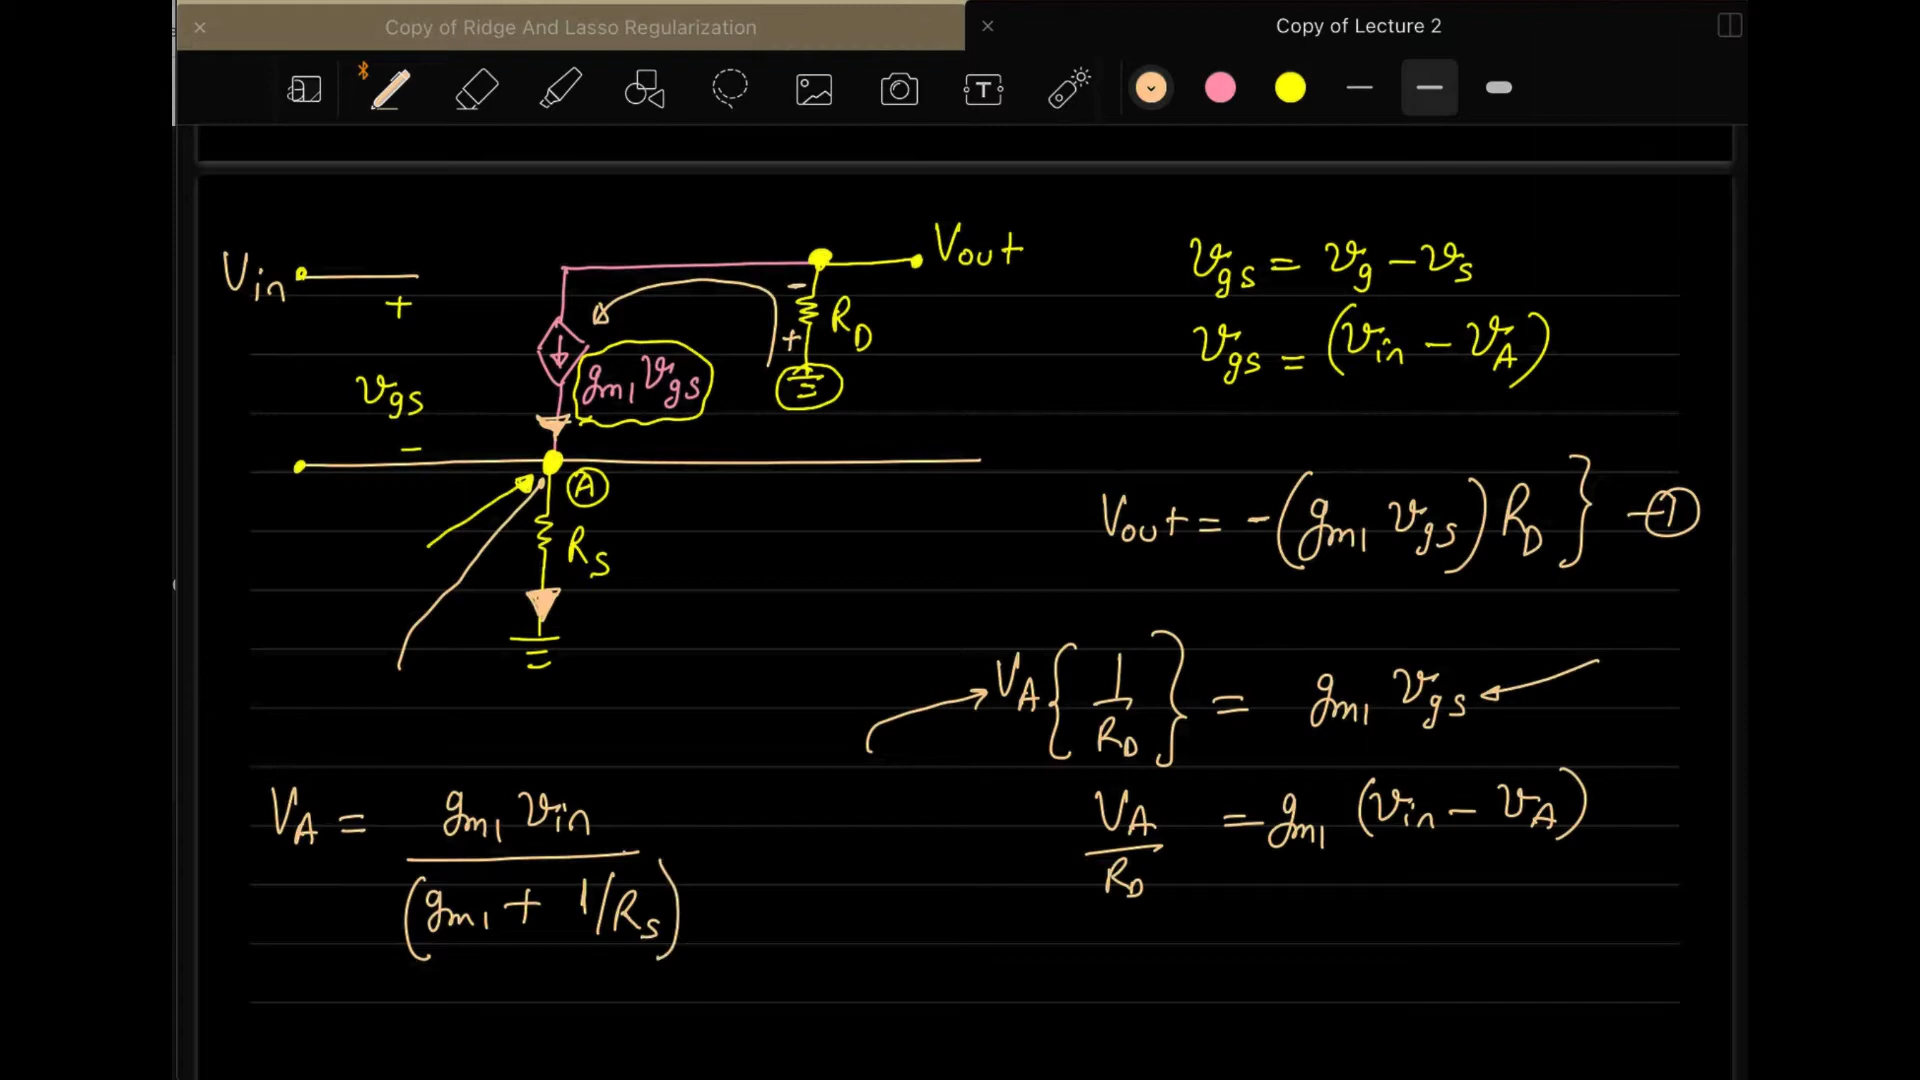 Copy of Ridge And Lasso Regularization
Copy of Lecture 2
T
Vin
+
vgs
-
gm1 vgs
Vout
-
RD
+
A
RS
vgs = vg - vs
vgs = (vin - vA)
Vout = -(gm1 vgs) RD } - 1
VA { 1/RD } = gm1 vgs
VA/RD = gm1 (vin - vA)
VA = gm1 vin
(gm1 + 1/RS)